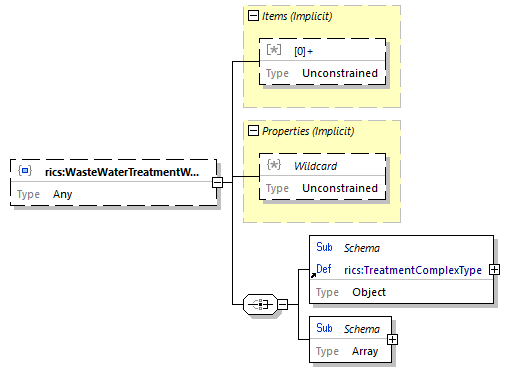 Items (Implicit)
[0]+
Type Unconstrained
Properties (Implicit)
Wildcard
Type Unconstrained
rics:WasteWaterTreatmentW...
Type Any
Sub Schema
Def rics:TreatmentComplexType
Type Object
Sub Schema
Type Array